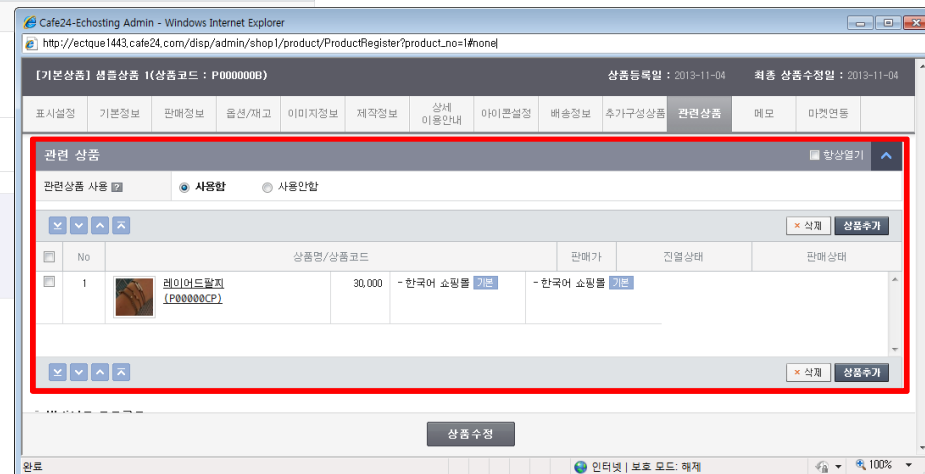 Cafe24-Echosting Admin - Windows Internet Explorer
http://ectque1443.cafe24.com/disp/admin/shop1/product/ProductRegister?product_no=1#none
[기본상품] 샘플상품 1(상품코드 : P000000B) 상품등록일 : 2013-11-04 최종 상품수정일 : 2013-11-04
표시설정 기본정보 판매정보 옵션/재고 이미지정보 제작정보 상세 이용안내 아이콘설정 배송정보 추가구성상품 관련상품 메모 마켓연동
관련 상품 항상열기
관련상품 사용 ? 사용함 사용안함
× 삭제 상품추가
No 상품명/상품코드 판매가 진열상태 판매상태
1 레이어드팔찌 30,000 - 한국어 쇼핑몰 기본 - 한국어 쇼핑몰 기본
(P00000CP)
× 삭제 상품추가
상품수정
완료 인터넷 | 보호 모드: 해제 100%